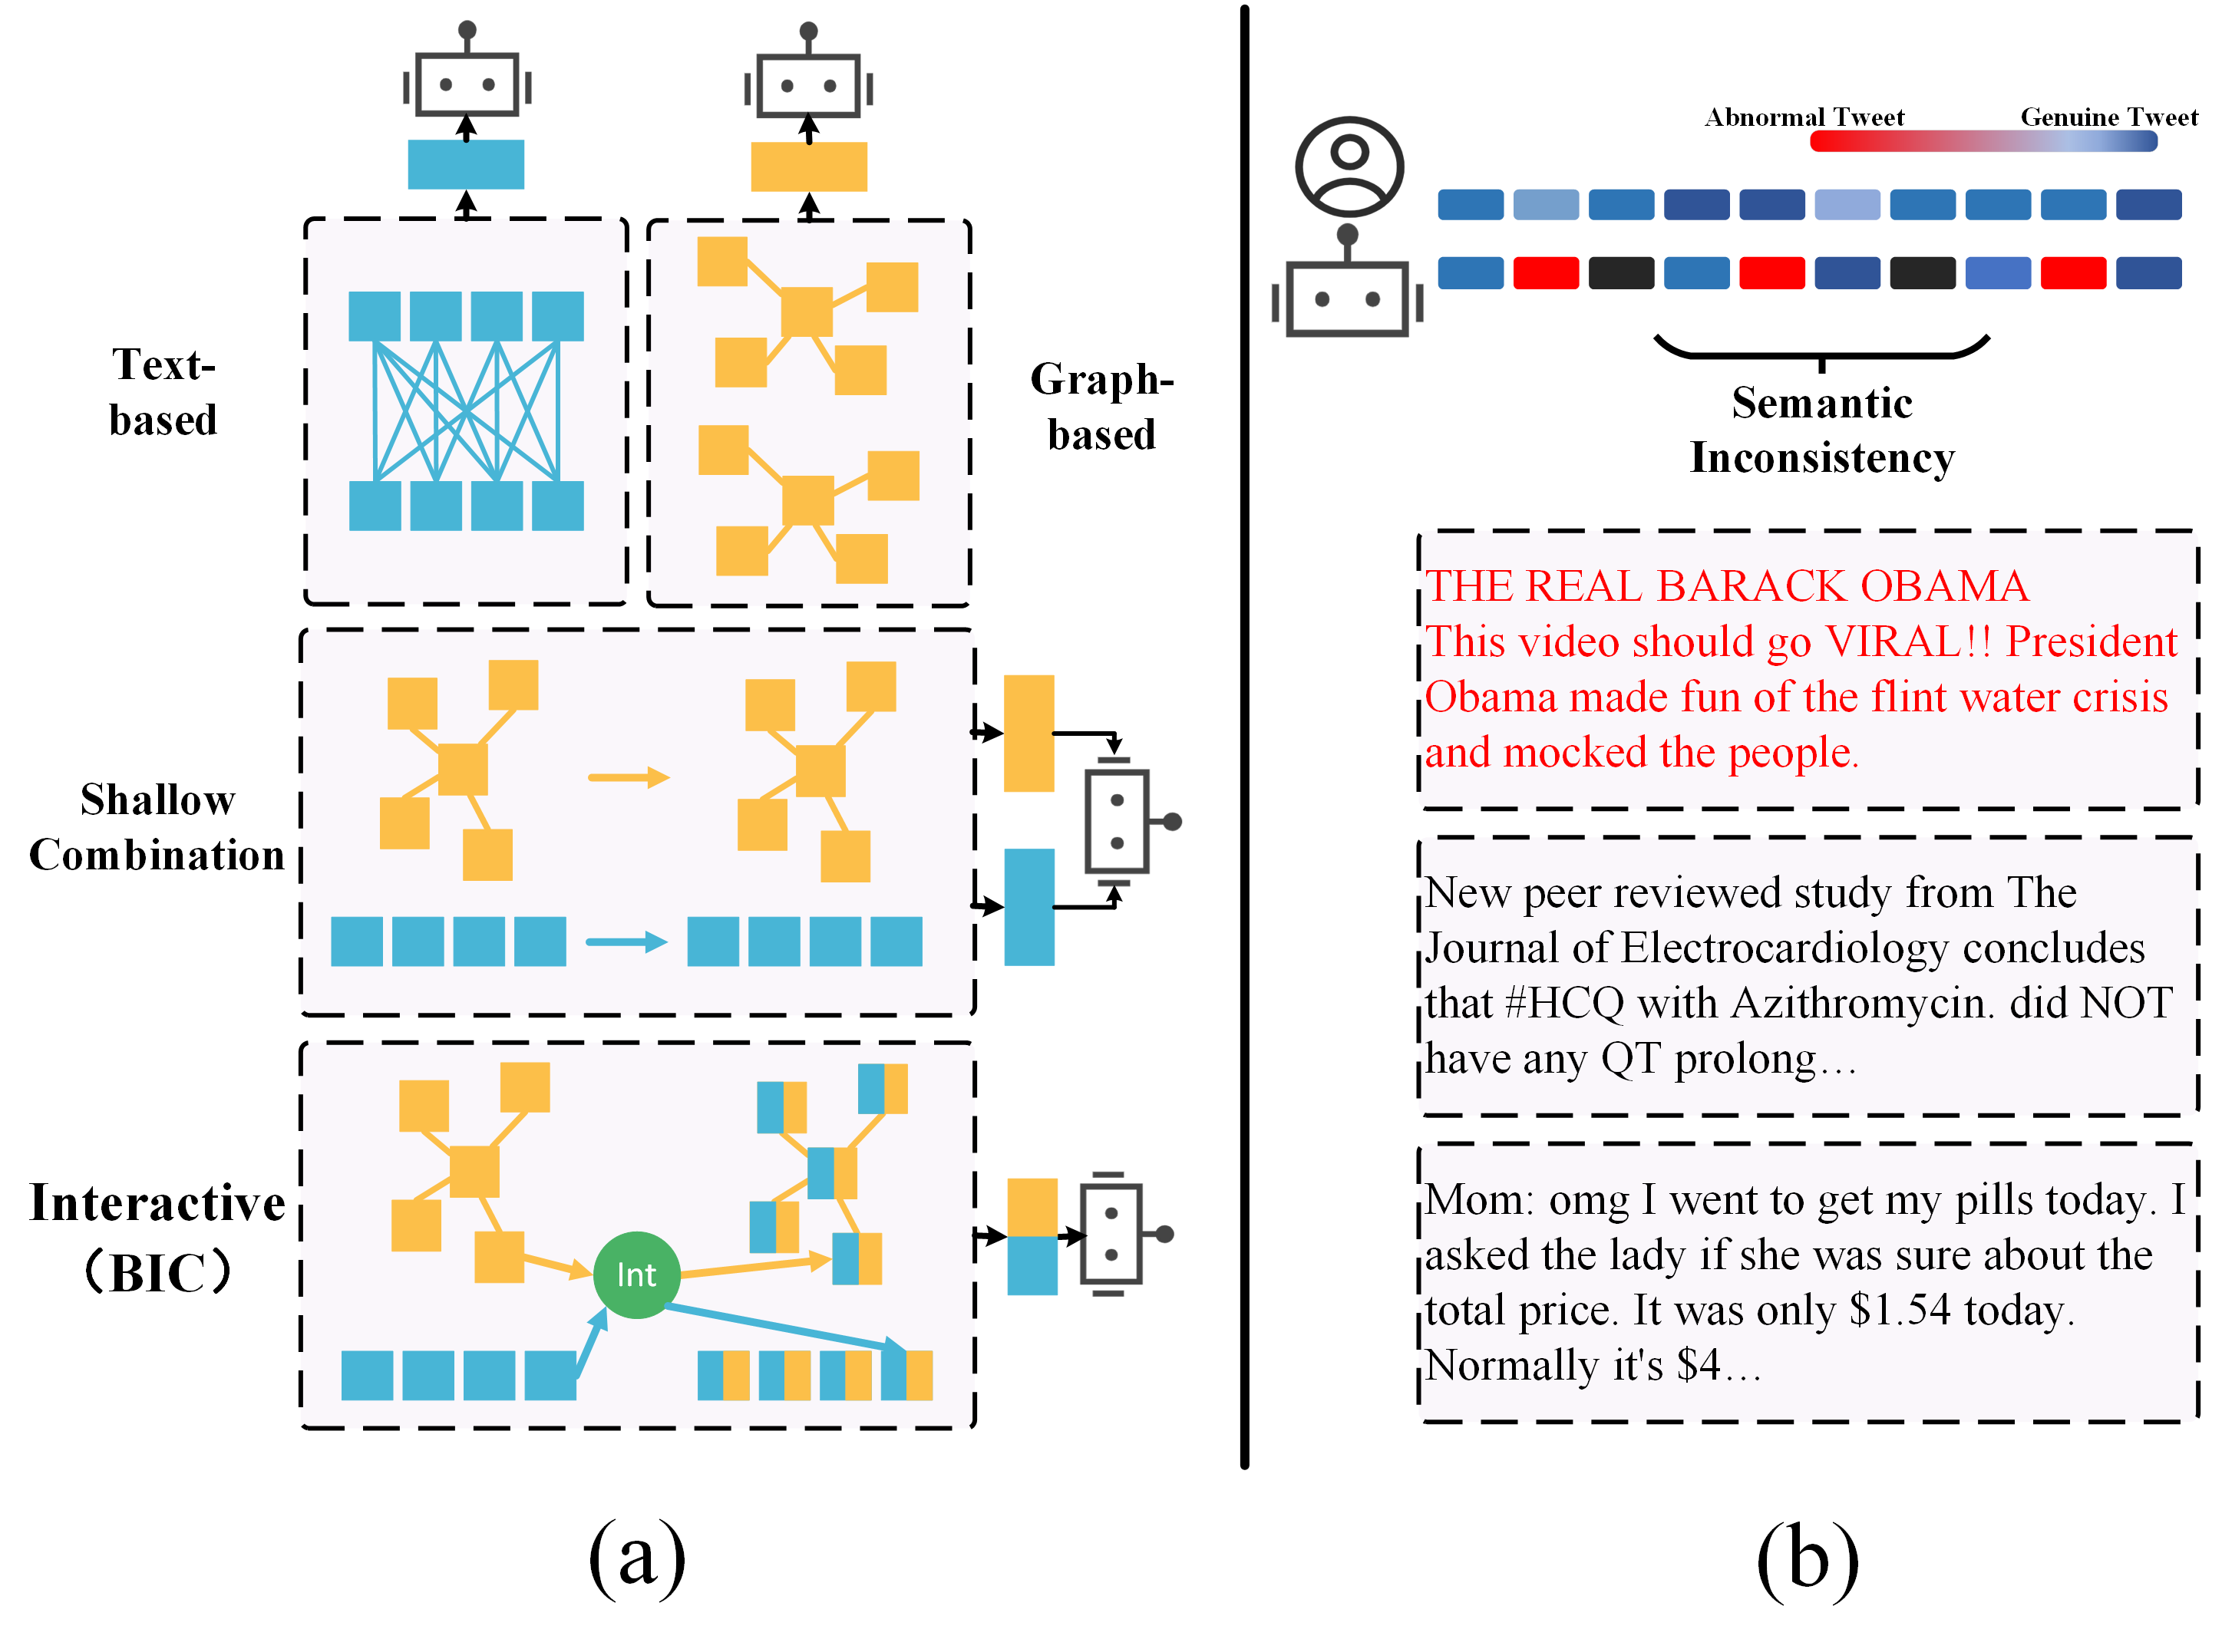 Text-
based
Graph-
based
Shallow
Combination
Interactive
（BIC）
Int
(a)
Abnormal Tweet
Genuine Tweet
Semantic
Inconsistency
THE REAL BARACK OBAMA
This video should go VIRAL!! President
Obama made fun of the flint water crisis
and mocked the people.
New peer reviewed study from The
Journal of Electrocardiology concludes
that #HCQ with Azithromycin. did NOT
have any QT prolong…
Mom: omg I went to get my pills today. I
asked the lady if she was sure about the
total price. It was only $1.54 today.
Normally it's $4…
(b)